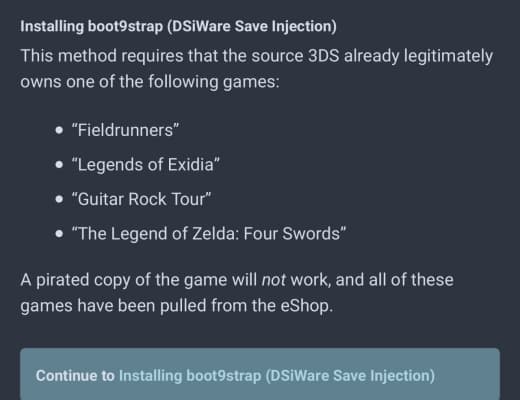 Installing boot9strap (DSiWare Save Injection)
This method requires that the source 3DS already legitimately
owns one of the following games:
• “Fieldrunners”
• “Legends of Exidia”
• “Guitar Rock Tour”
• “The Legend of Zelda: Four Swords”
A pirated copy of the game will not work, and all of these
games have been pulled from the eShop.
Continue to Installing boot9strap (DSiWare Save Injection)